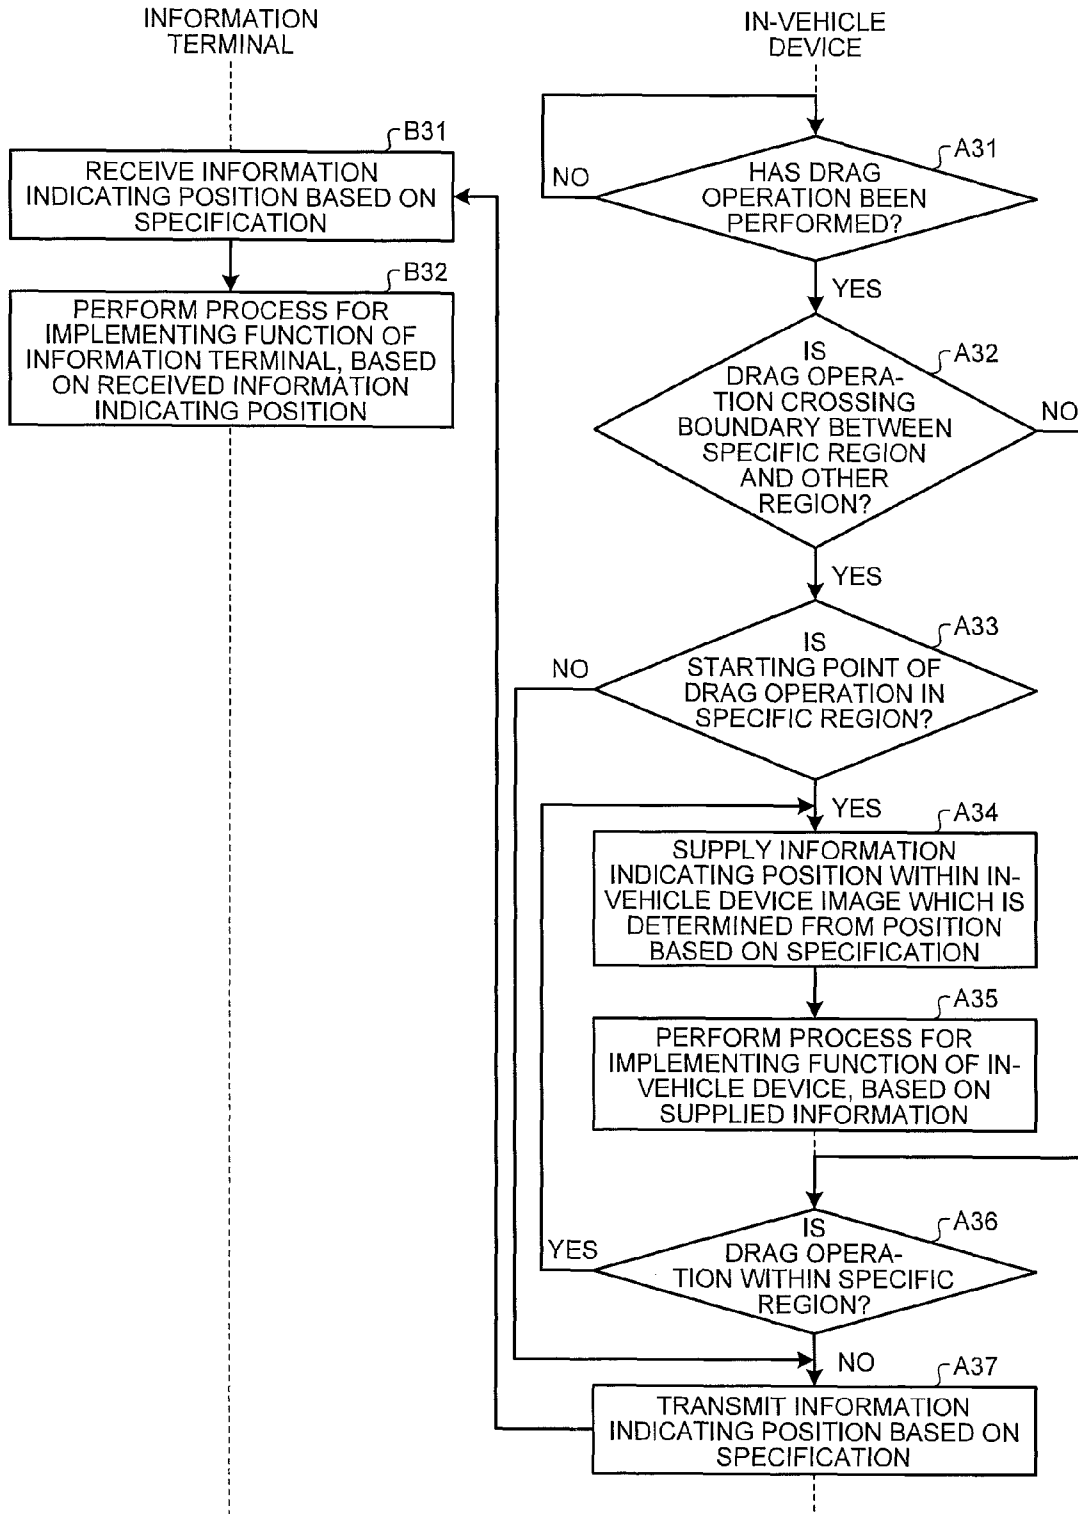 INFORMATION
TERMINAL
IN-VEHICLE
DEVICE
B31
RECEIVE INFORMATION
INDICATING POSITION BASED ON
SPECIFICATION
B32
PERFORM PROCESS FOR
IMPLEMENTING FUNCTION OF
INFORMATION TERMINAL, BASED
ON RECEIVED INFORMATION
INDICATING POSITION
A31
HAS DRAG
OPERATION BEEN
PERFORMED?
NO
YES
A32
IS
DRAG OPERA-
TION CROSSING
BOUNDARY BETWEEN
SPECIFIC REGION
AND OTHER
REGION?
NO
YES
A33
IS
STARTING POINT OF
DRAG OPERATION IN
SPECIFIC REGION?
NO
YES
A34
SUPPLY INFORMATION
INDICATING POSITION WITHIN IN-
VEHICLE DEVICE IMAGE WHICH IS
DETERMINED FROM POSITION
BASED ON SPECIFICATION
A35
PERFORM PROCESS FOR
IMPLEMENTING FUNCTION OF IN-
VEHICLE DEVICE, BASED ON
SUPPLIED INFORMATION
A36
IS
DRAG OPERA-
TION WITHIN SPECIFIC
REGION?
YES
NO
A37
TRANSMIT INFORMATION
INDICATING POSITION BASED ON
SPECIFICATION